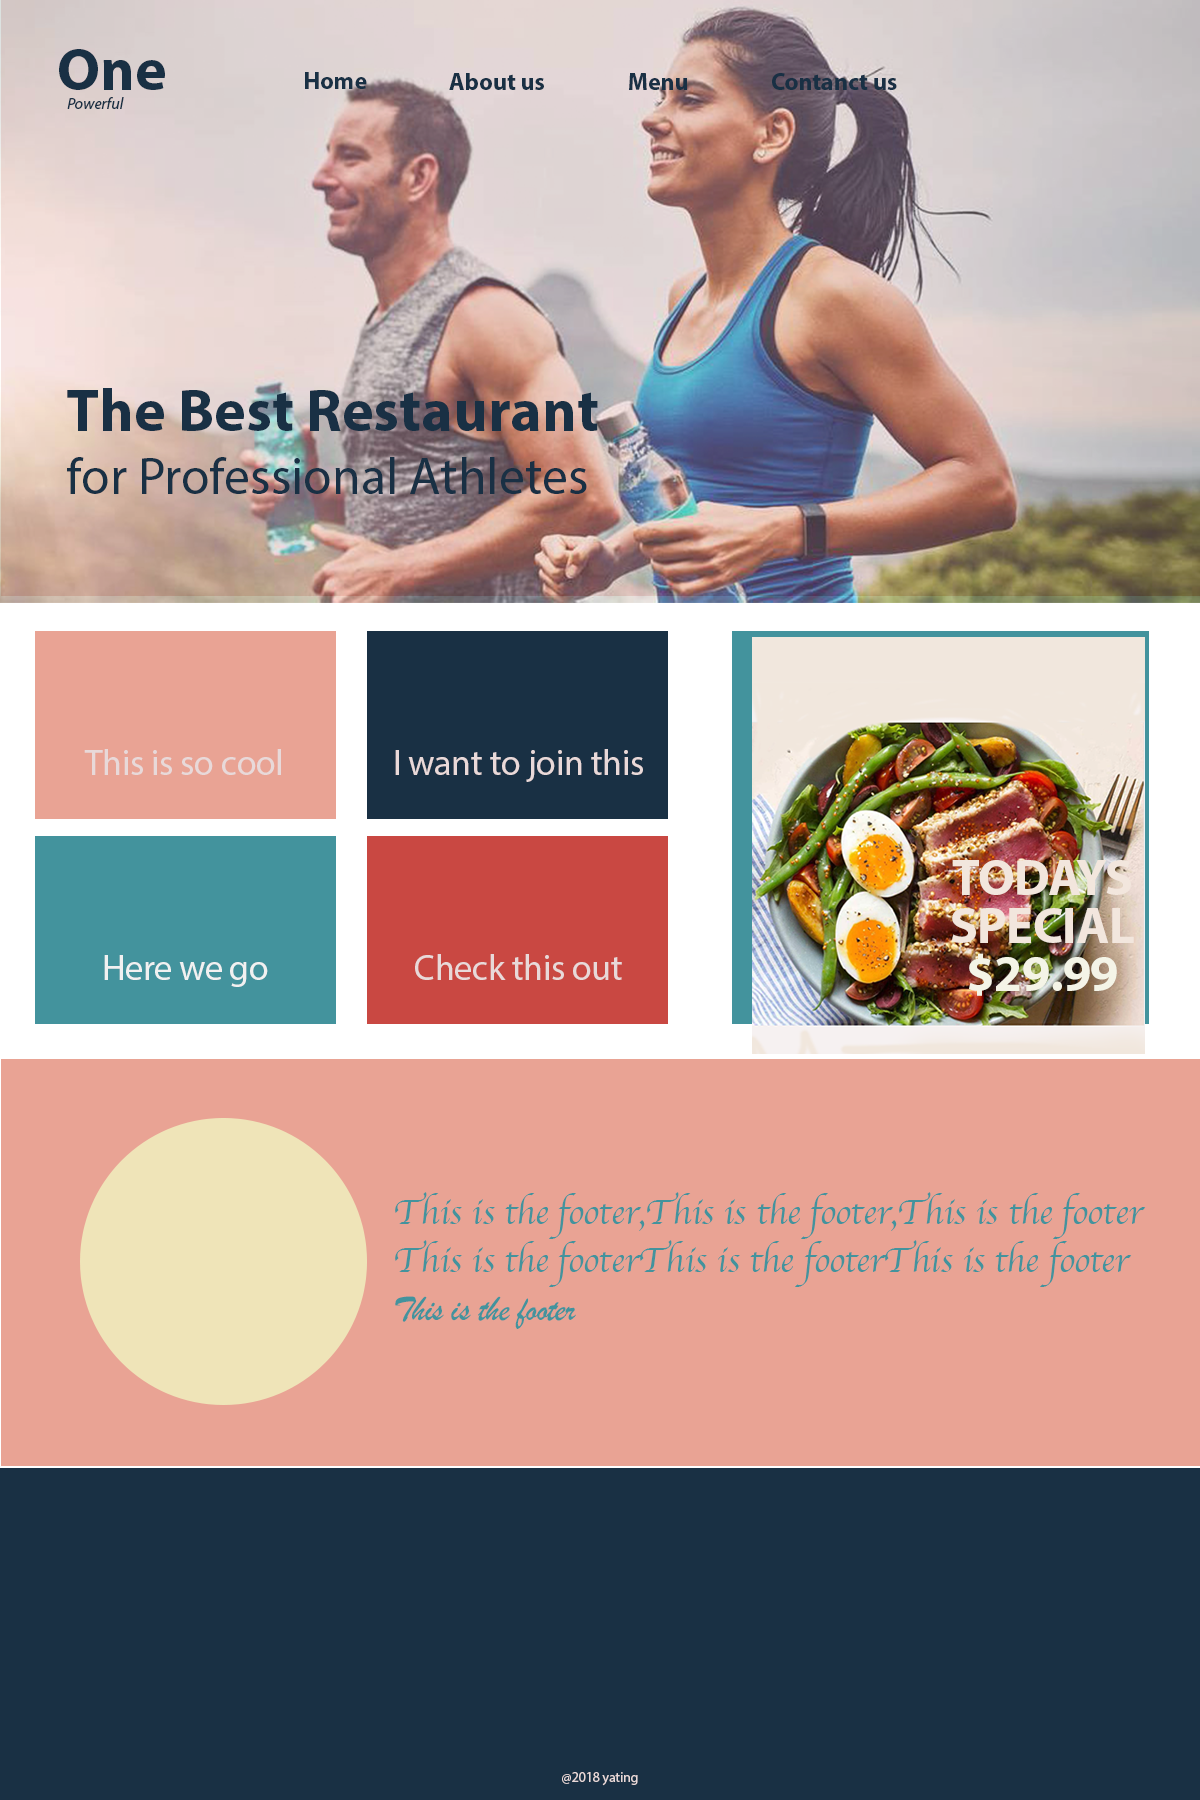 One
Powerful
Home
About us
Menu
Contanct us
The Best Restaurant
for Professional Athletes
This is so cool
I want to join this
Here we go
Check this out
TODAYS
SPECIAL
$29.99
This is the footer,This is the footer,This is the footer
This is the footerThis is the footerThis is the footer
This is the footer
@2018 yating